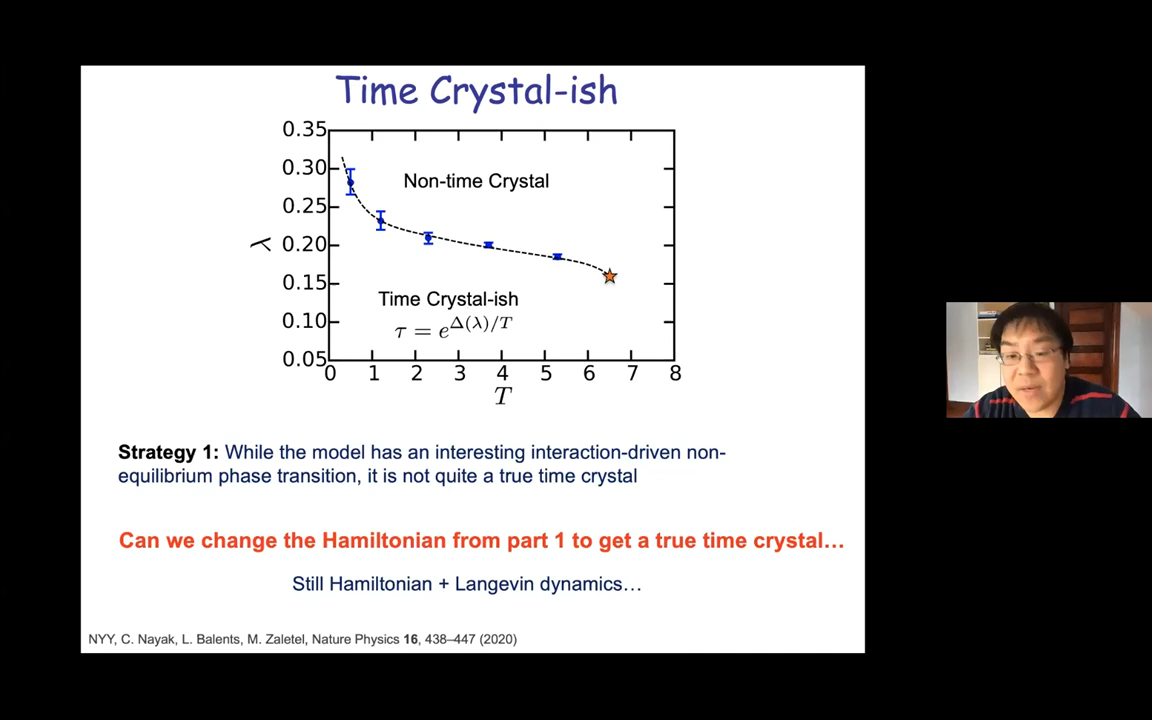 Time Crystal-ish
0.35
0.30
0.25
0.20
0.15
0.10
0.05
λ
Non-time Crystal
Time Crystal-ish
τ = e^{Δ(λ)/T}
0 1 2 3 4 5 6 7 8
T
Strategy 1: While the model has an interesting interaction-driven non-
equilibrium phase transition, it is not quite a true time crystal
Can we change the Hamiltonian from part 1 to get a true time crystal…
Still Hamiltonian + Langevin dynamics…
NYY, C. Nayak, L. Balents, M. Zaletel, Nature Physics 16, 438–447 (2020)